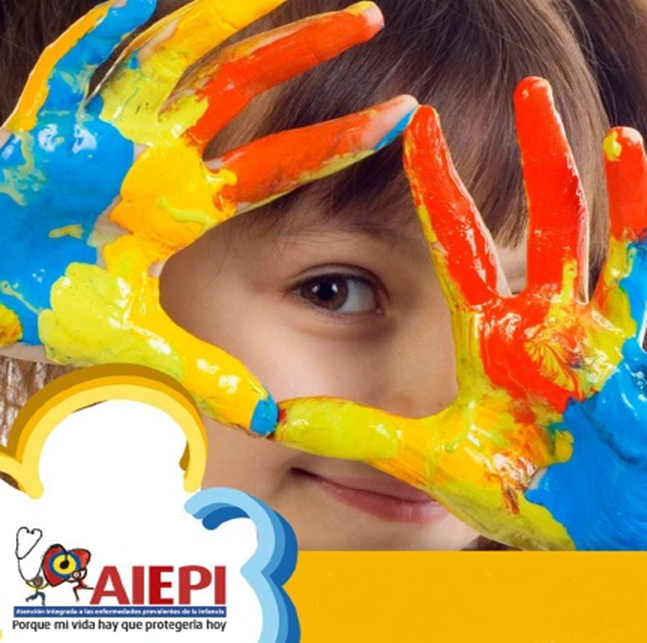 AIEPI
Atención integrada a las enfermedades prevalentes de la infancia
Porque mi vida hay que protegerla hoy